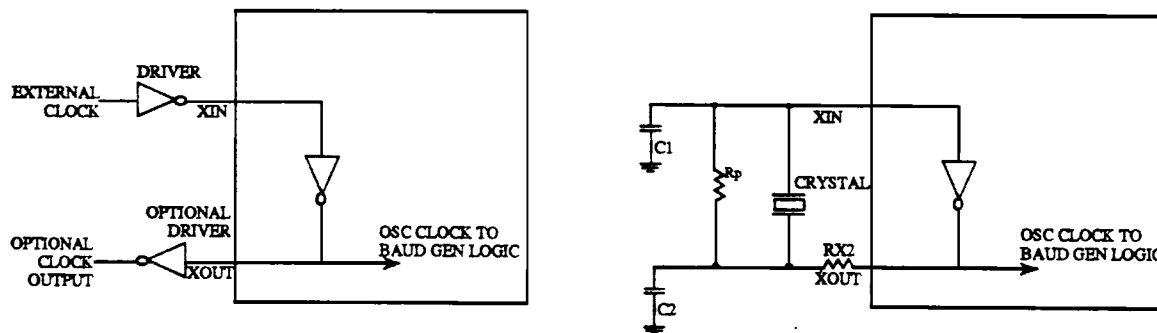 DRIVER
EXTERNAL
CLOCK
XIN
OPTIONAL
DRIVER
OPTIONAL
CLOCK
OUTPUT
XOUT
OSC CLOCK TO
BAUD GEN LOGIC
XIN
C1
Rp
CRYSTAL
RX2
XOUT
C2
OSC CLOCK TO
BAUD GEN LOGIC